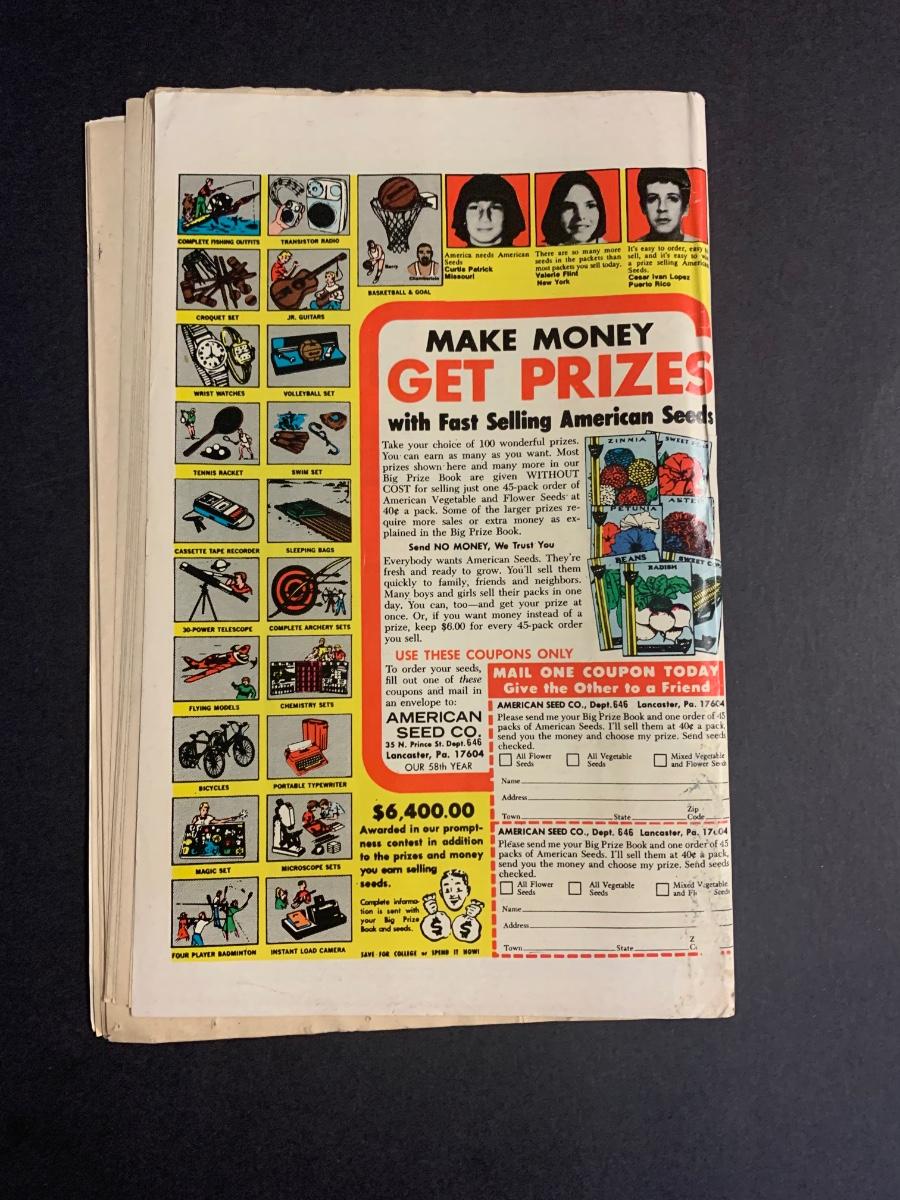 COMPLETE FISHING OUTFITS
TRANSISTOR RADIO
CROQUET SET
JR. GUITARS
WRIST WATCHES
VOLLEYBALL SET
TENNIS RACKET
SWIM SET
CASSETTE TAPE RECORDER
SLEEPING BAGS
30-POWER TELESCOPE
COMPLETE ARCHERY SETS
FLYING MODELS
CHEMISTRY SETS
BICYCLES
PORTABLE TYPEWRITER
MAGIC SET
MICROSCOPE SETS
FOUR PLAYER BADMINTON
INSTANT LOAD CAMERA
Barry
Chamberlain
BASKETBALL & GOAL
America needs American
Seeds
Curtis Patrick
Missouri
There are so many more
seeds in the packets than
most packets you sell today.
Valerie Flint
New York
It's easy to order, easy
sell, and it's easy to
a prize selling
Seeds.
Cesar Ivan Lopez
Puerto Rico
MAKE MONEY
GET PRIZES
with Fast Selling American Seeds
Take your choice of 100 wonderful prizes.
You can earn as many as you want. Most
prizes shown here and many more in our
Big Prize Book are given WITHOUT
COST for selling just one 45-pack order of
American Vegetable and Flower Seeds at
40¢ a pack. Some of the larger prizes re-
quire more sales or extra money as ex-
plained in the Big Prize Book.
Send NO MONEY, We Trust You
Everybody wants American Seeds. They're
fresh and ready to grow. You'll sell them
quickly to family, friends and neighbors.
Many boys and girls sell their packs in one
day. You can, too—and get your prize at
once. Or, if you want money instead of a
prize, keep $6.00 for every 45-pack order
you sell.
ZINNIA
SWEET
ASTER
PETUNIA
BEANS
SWEET
RADISH
USE THESE COUPONS ONLY
To order your seeds,
fill out one of these
coupons and mail in
an envelope to:
AMERICAN
SEED CO.
35 N. Prince St. Dept. 646
Lancaster, Pa. 17604
OUR 58th YEAR
MAIL ONE COUPON TODAY
Give the Other to a Friend
AMERICAN SEED CO., Dept. 646 Lancaster, Pa. 17604
Please send me your Big Prize Book and one order of 45
packs of American Seeds. I'll sell them at 40¢ a pack,
send you the money and choose my prize. Send seeds
checked.
All Flower
Seeds
All Vegetable
Seeds
Mixed Vegetable
and Flower Seeds
Name
Address
Town State Zip Code
AMERICAN SEED CO., Dept. 646 Lancaster, Pa. 17604
Please send me your Big Prize Book and one order of 45
packs of American Seeds. I'll sell them at 40¢ a pack,
send you the money and choose my prize. Send seeds
checked.
All Flower
Seeds
All Vegetable
Seeds
Mixed Vegetable
and Seeds
Name
Address
Town State
$6,400.00
Awarded in our prompt-
ness contest in addition
to the prizes and money
you earn selling
seeds.
Complete informa-
tion is sent with
your Big Prize
Book and seeds.
$ $
SAVE FOR COLLEGE or SPEND IT NOW!